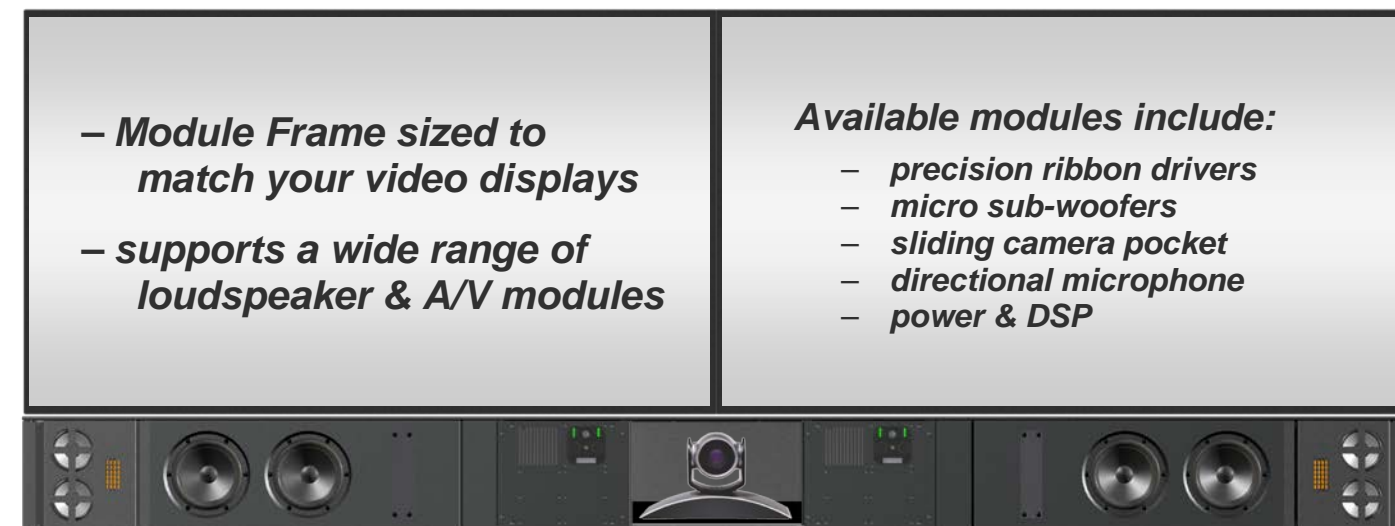 – Module Frame sized to
match your video displays
– supports a wide range of
loudspeaker & A/V modules
Available modules include:
– precision ribbon drivers
– micro sub-woofers
– sliding camera pocket
– directional microphone
– power & DSP